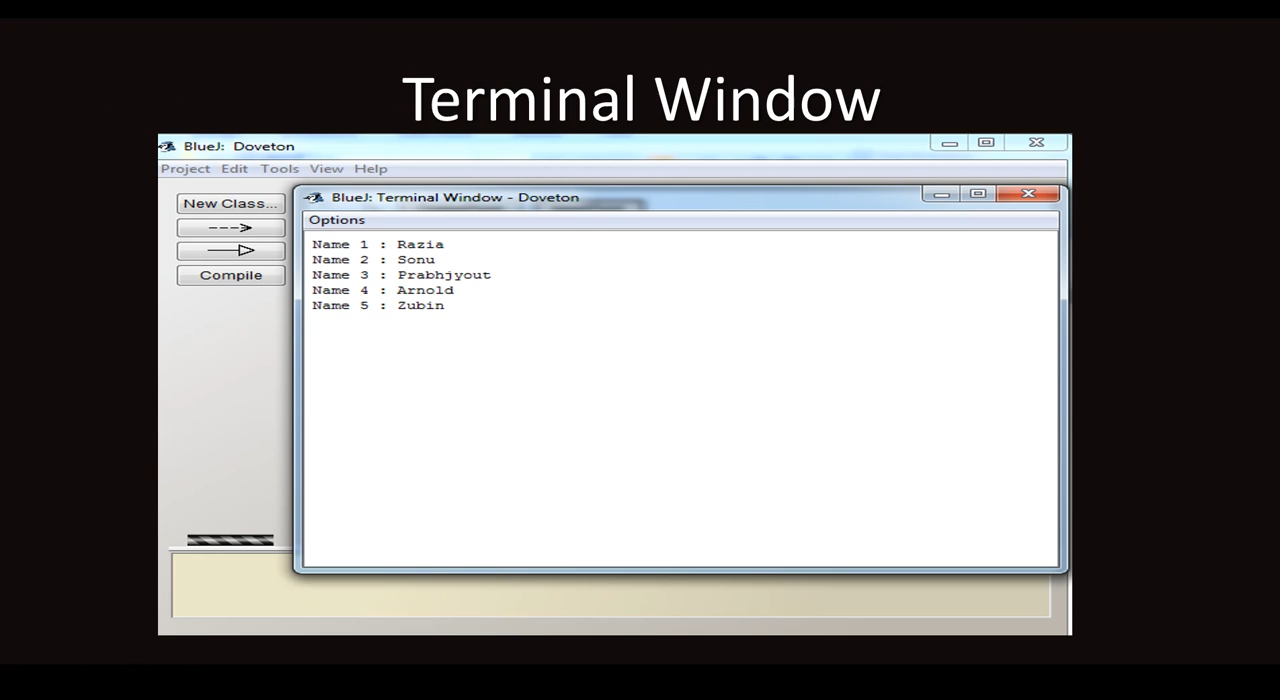 Terminal Window
BlueJ: Doveton
Project Edit Tools View Help
New Class...
BlueJ: Terminal Window - Doveton
Options
Compile
Name 1 : Razia
Name 2 : Sonu
Name 3 : Prabhjyout
Name 4 : Arnold
Name 5 : Zubin